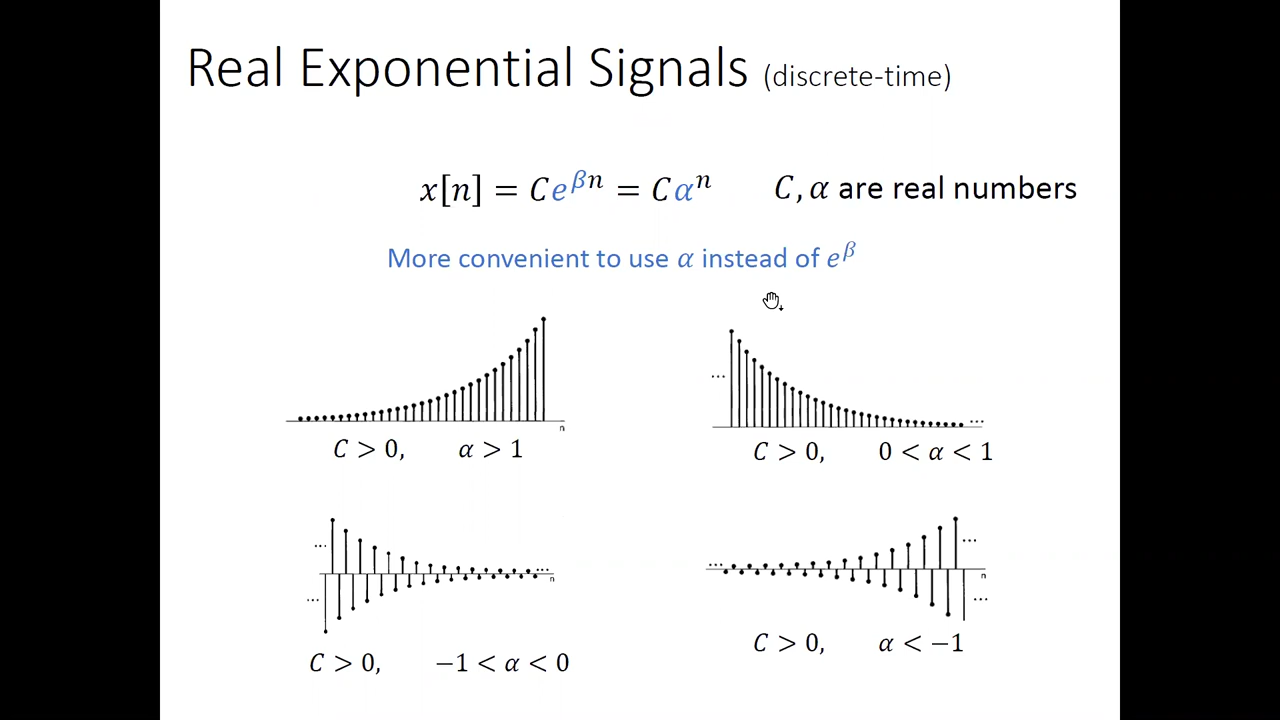 Real Exponential Signals (discrete-time)
x[n] = Ce^{βn} = Cα^n C, α are real numbers
More convenient to use α instead of e^β
...
n
C > 0, α > 1
... ...
C > 0, 0 < α < 1
... ...
...
n
C > 0, −1 < α < 0
... ...
n
...
C > 0, α < −1